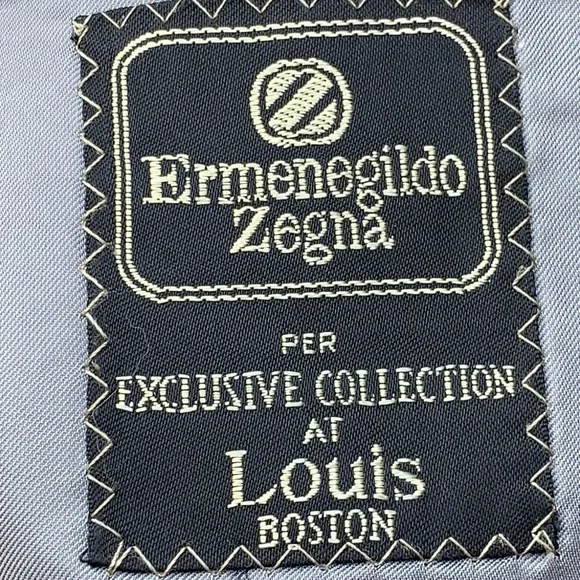 Ermenegildo
Zegna
PER
EXCLUSIVE COLLECTION
AT
Louis
BOSTON